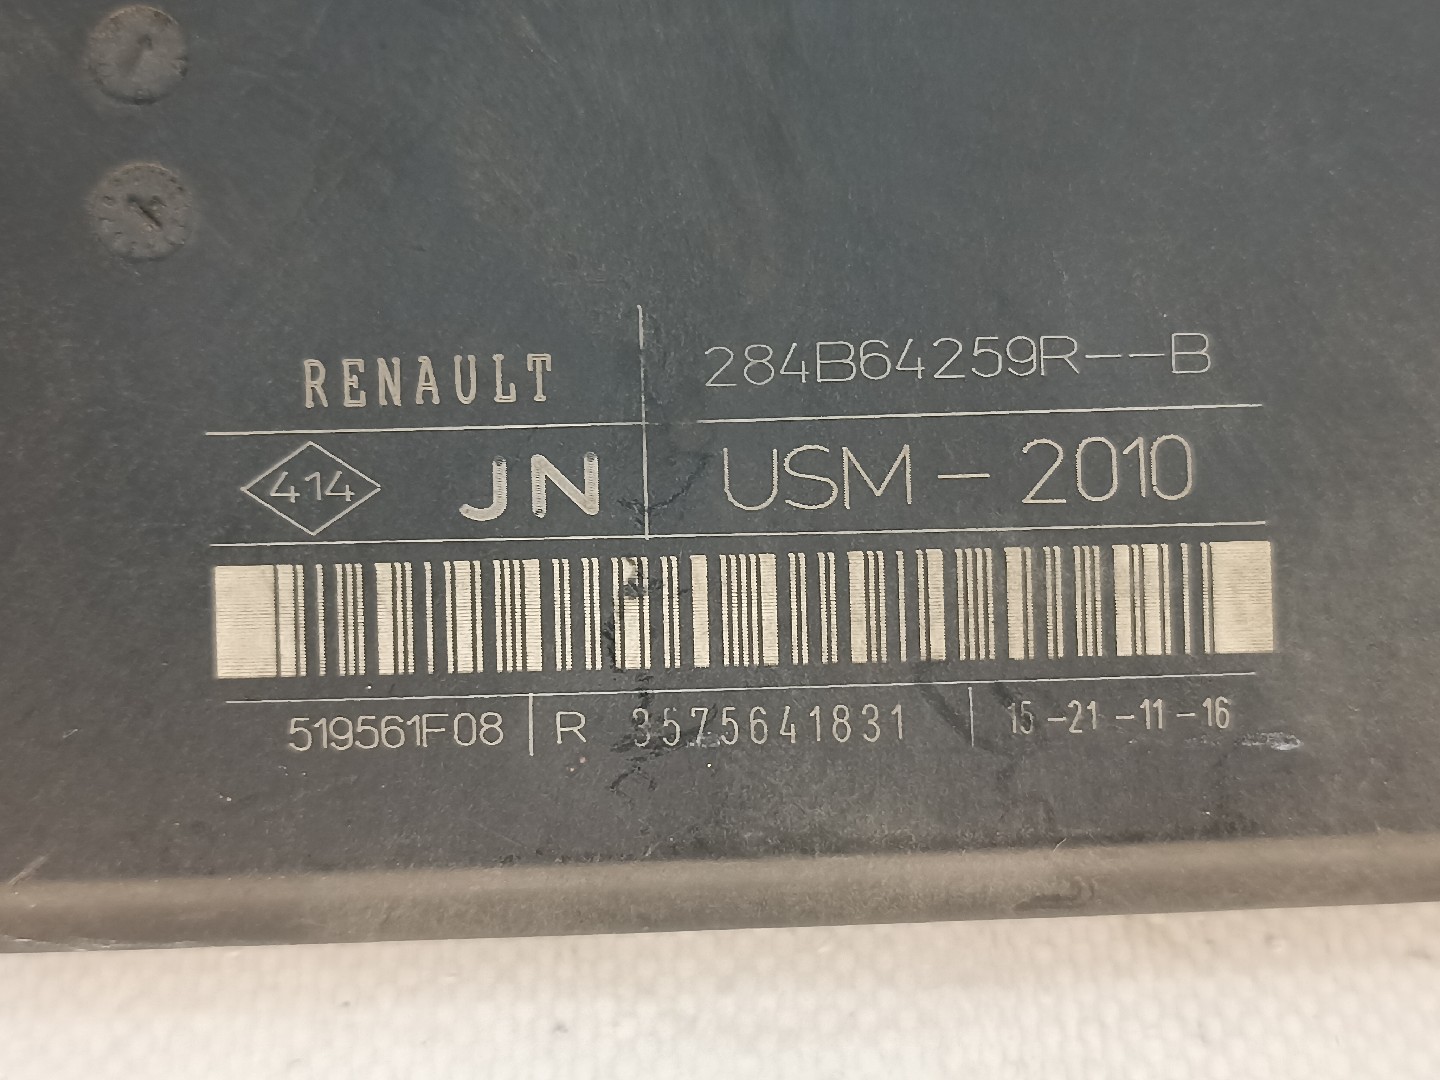 RENAULT 284B64259R--B
414 JN USM-2010
519561F08 R 3575641831 15-21-11-16